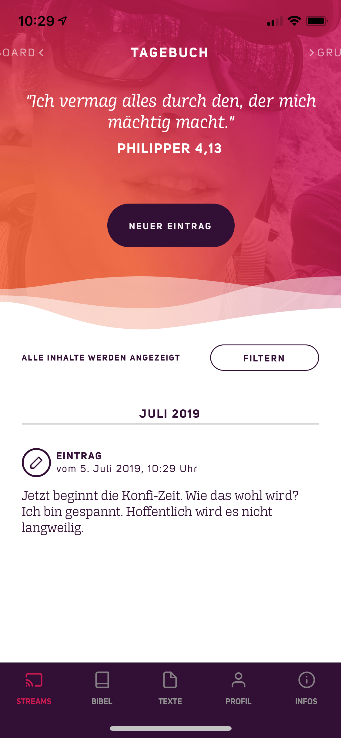 10:29
BOARD <
TAGEBUCH
> GRU
"Ich vermag alles durch den, der mich
mächtig macht."
PHILIPPER 4,13
NEUER EINTRAG
ALLE INHALTE WERDEN ANGEZEIGT
FILTERN
JULI 2019
EINTRAG
vom 5. Juli 2019, 10:29 Uhr
Jetzt beginnt die Konfi-Zeit. Wie das wohl wird?
Ich bin gespannt. Hoffentlich wird es nicht
langweilig.
STREAMS
BIBEL
TEXTE
PROFIL
INFOS